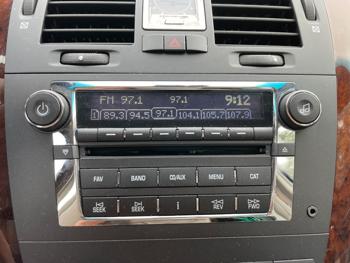 FM 97.1 97.1 9:12
1 89.3 94.5 97.1 104.1 105.7 107.9
FAV BAND CD/AUX MENU CAT
SEEK SEEK i REV FWD